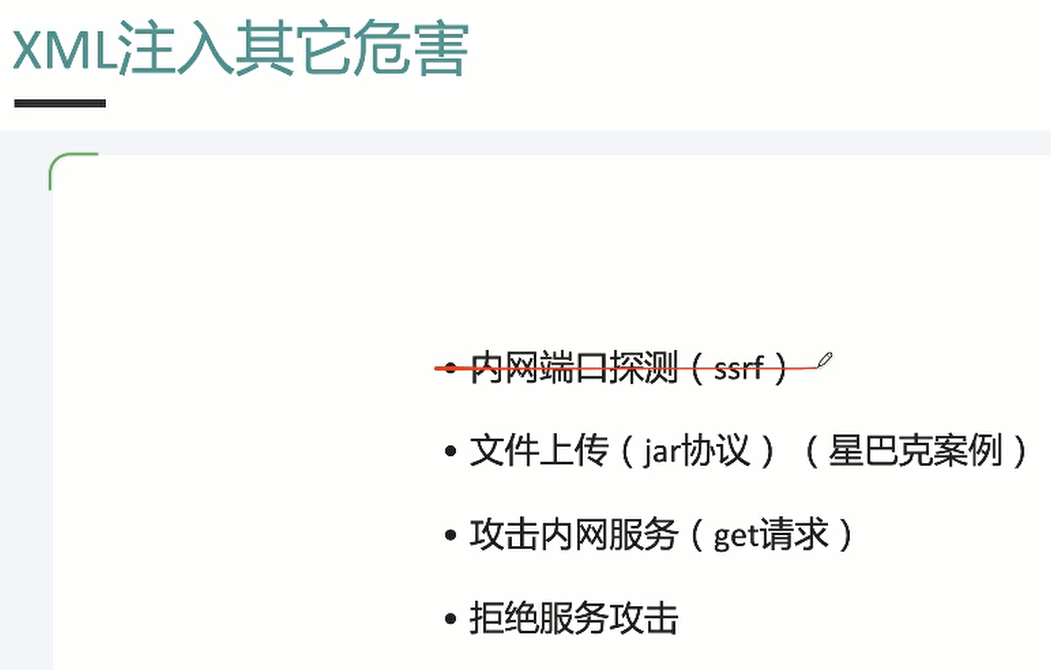 XML注入其它危害
• 内网端口探测（ssrf）
• 文件上传（jar协议）（星巴克案例）
• 攻击内网服务（get请求）
• 拒绝服务攻击